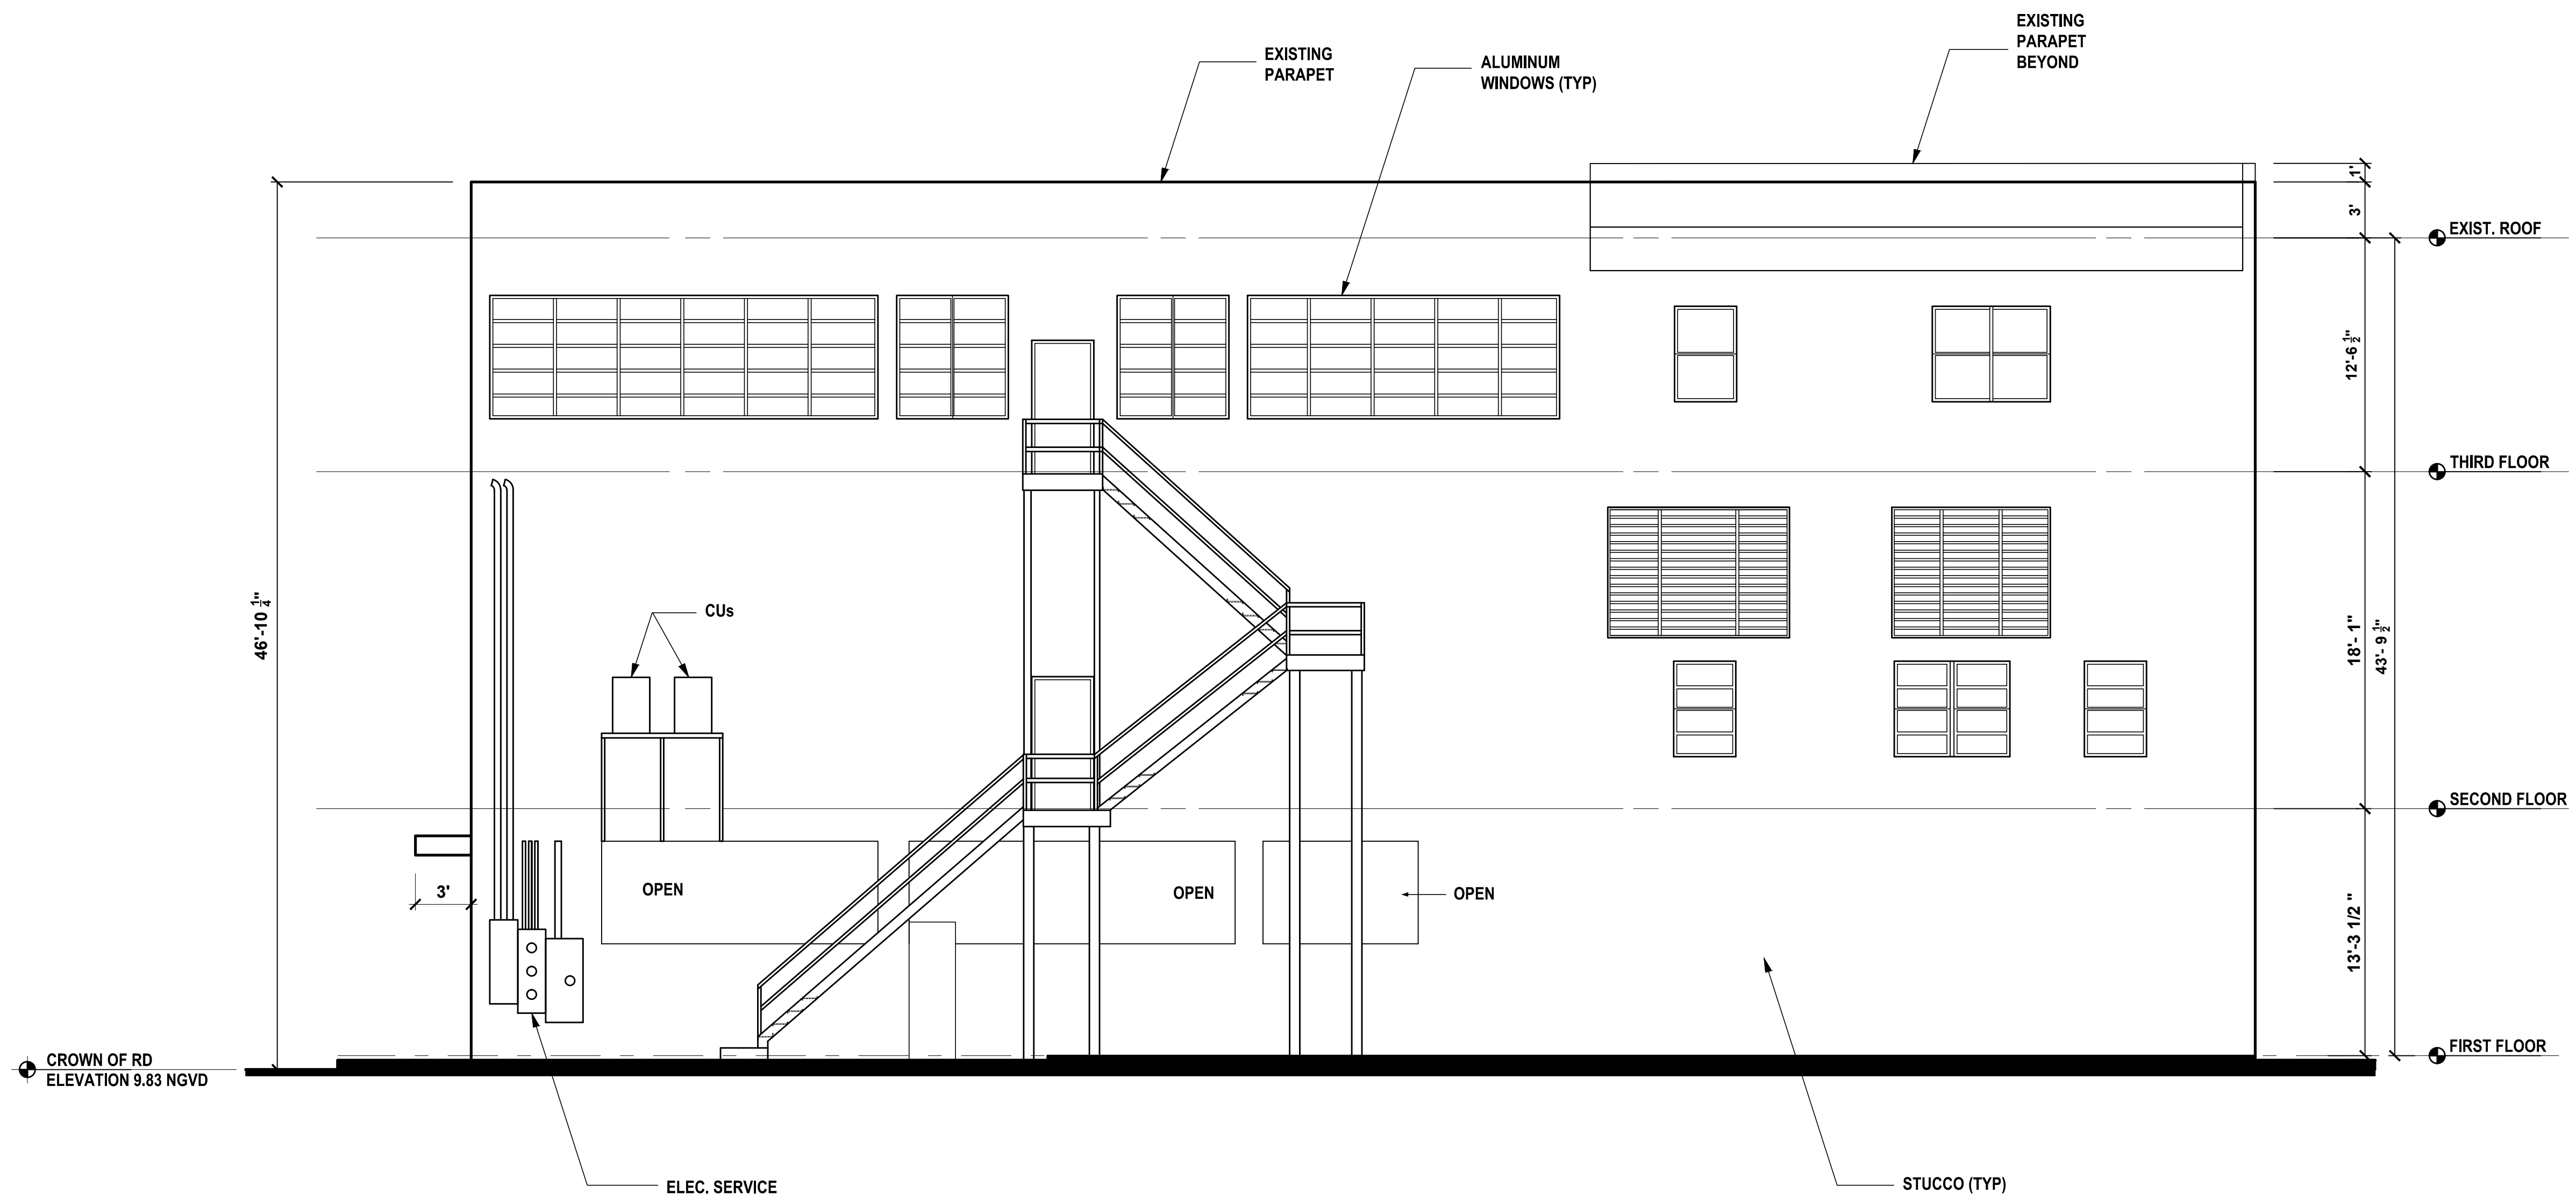 EXISTING
PARAPET
BEYOND
EXISTING
PARAPET
ALUMINUM
WINDOWS (TYP)
1'
3'
EXIST. ROOF
12'-6 1/2"
THIRD FLOOR
46'-10 1/4"
CUs
18'- 1"
43'- 9 1/2"
SECOND FLOOR
3'
OPEN
OPEN
OPEN
13'-3 1/2 "
FIRST FLOOR
CROWN OF RD
ELEVATION 9.83 NGVD
ELEC. SERVICE
STUCCO (TYP)